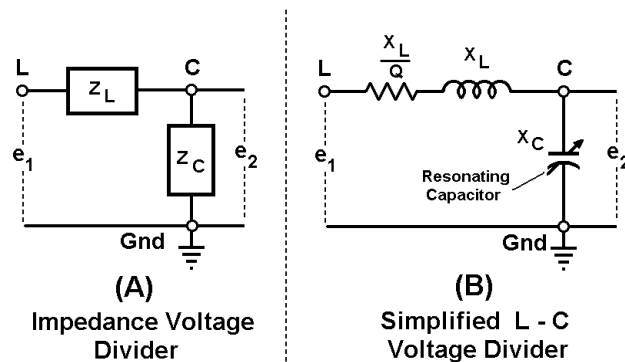 L
Z_L
C
e_1
Z_C
e_2
Gnd
(A)
Impedance Voltage
Divider
L
X_L
Q
X_L
C
e_1
X_C
e_2
Resonating
Capacitor
Gnd
(B)
Simplified L - C
Voltage Divider